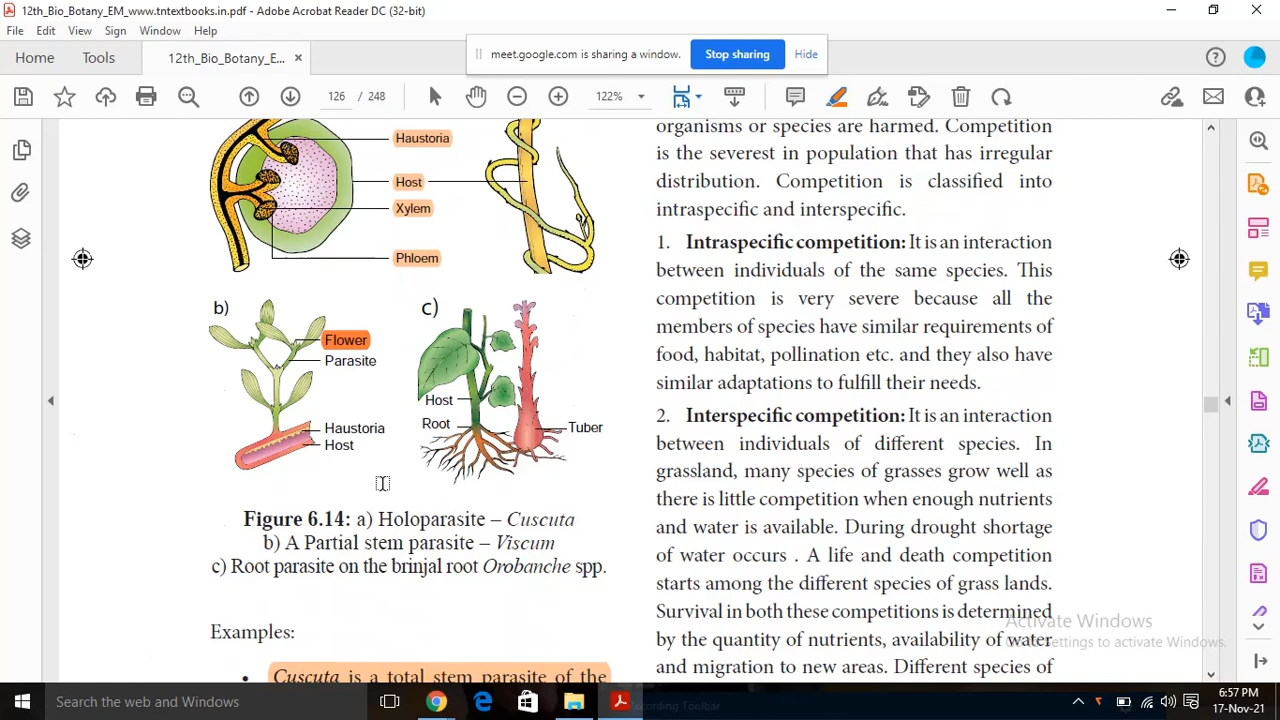 12th_Bio_Botany_EM_www.tntextbooks.in.pdf - Adobe Acrobat Reader DC (32-bit)
File Edit View Sign Window Help
Home Tools 12th_Bio_Botany_E... ×
meet.google.com is sharing a window. Stop sharing Hide
126 / 248 122%
Haustoria
Host
Xylem
Phloem
b)
Flower
Parasite
Haustoria
Host
c)
Host
Root
Tuber
Figure 6.14: a) Holoparasite – Cuscuta
b) A Partial stem parasite – Viscum
c) Root parasite on the brinjal root Orobanche spp.
Examples:
• Cuscuta is a total stem parasite of the
organisms or species are harmed. Competition
is the severest in population that has irregular
distribution. Competition is classified into
intraspecific and interspecific.
1. Intraspecific competition: It is an interaction
between individuals of the same species. This
competition is very severe because all the
members of species have similar requirements of
food, habitat, pollination etc. and they also have
similar adaptations to fulfill their needs.
2. Interspecific competition: It is an interaction
between individuals of different species. In
grassland, many species of grasses grow well as
there is little competition when enough nutrients
and water is available. During drought shortage
of water occurs . A life and death competition
starts among the different species of grass lands.
Survival in both these competitions is determined
by the quantity of nutrients, availability of water
and migration to new areas. Different species of
Activate Windows
Go to Settings to activate Windows.
Search the web and Windows
Recording Toolbar
6:57 PM
17-Nov-21